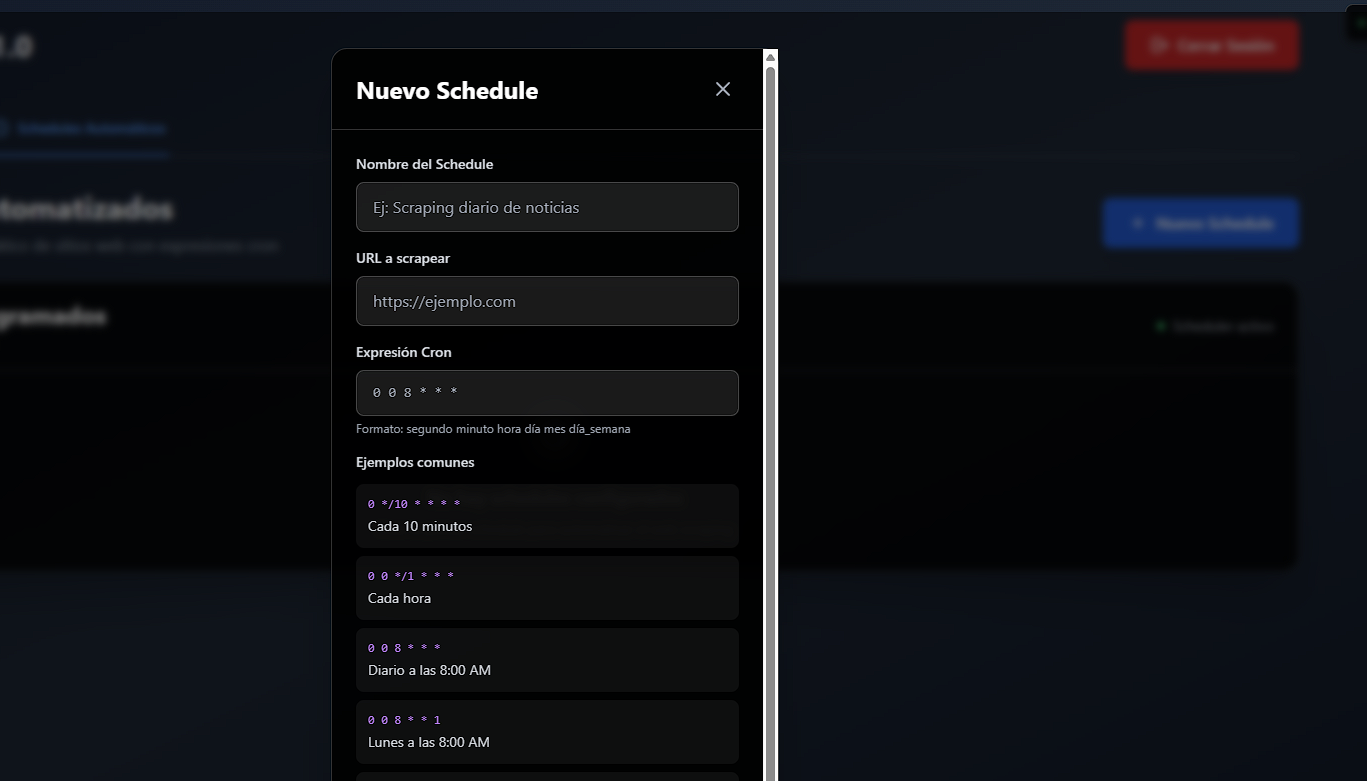 .0
Cerrar Sesión
Nuevo Schedule
Schedules Automáticos
Nombre del Schedule
Ej: Scraping diario de noticias
tomatizados
Nuevo Schedule
URL a scrapear
https://ejemplo.com
gramados
Scheduler activo
Expresión Cron
0 0 8 * * *
Formato: segundo minuto hora día mes día_semana
Ejemplos comunes
0 */10 * * * *
Cada 10 minutos
0 0 */1 * * *
Cada hora
0 0 8 * * *
Diario a las 8:00 AM
0 0 8 * * 1
Lunes a las 8:00 AM